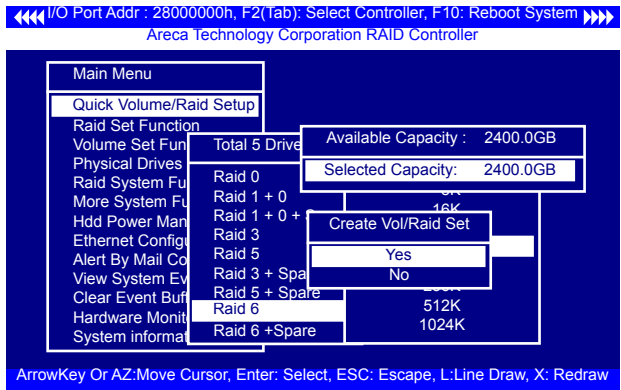 I/O Port Addr : 28000000h, F2(Tab): Select Controller, F10: Reboot System
Areca Technology Corporation RAID Controller
Main Menu
Quick Volume/Raid Setup
Raid Set Function
Volume Set Fun
Physical Drives
Raid System Fu
More System Fu
Hdd Power Man
Ethernet Configu
Alert By Mail Co
View System Ev
Clear Event Buff
Hardware Monit
System informat
Total 5 Drive
Raid 0
Raid 1 + 0
Raid 1 + 0 +
Raid 3
Raid 5
Raid 3 + Spa
Raid 5 + Spare
Raid 6
Raid 6 +Spare
Available Capacity : 2400.0GB
Selected Capacity: 2400.0GB
16K
Create Vol/Raid Set
Yes
No
512K
1024K
ArrowKey Or AZ:Move Cursor, Enter: Select, ESC: Escape, L:Line Draw, X: Redraw